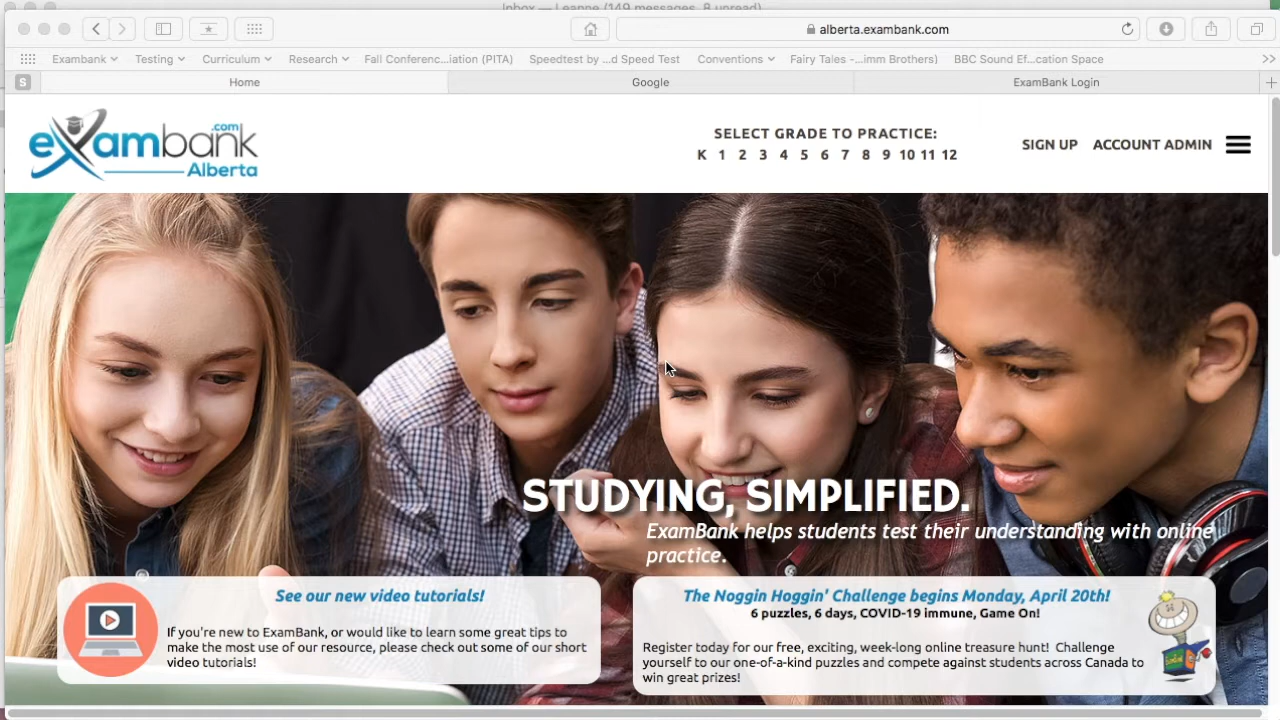 Inbox — Leanne (149 messages, 8 unread)
alberta.exambank.com
Exambank Testing Curriculum Research Fall Conferenc...iation (PITA) Speedtest by ...d Speed Test Conventions Fairy Tales -...imm Brothers) BBC Sound Ef...cation Space
S Home Google ExamBank Login
exambank.com
Alberta
SELECT GRADE TO PRACTICE:
K 1 2 3 4 5 6 7 8 9 10 11 12
SIGN UP ACCOUNT ADMIN
STUDYING, SIMPLIFIED.
ExamBank helps students test their understanding with online
practice.
See our new video tutorials!
If you're new to ExamBank, or would like to learn some great tips to
make the most use of our resource, please check out some of our short
video tutorials!
The Noggin Hoggin' Challenge begins Monday, April 20th!
6 puzzles, 6 days, COVID-19 immune, Game On!
Register today for our free, exciting, week-long online treasure hunt! Challenge
yourself to our one-of-a-kind puzzles and compete against students across Canada to
win great prizes!